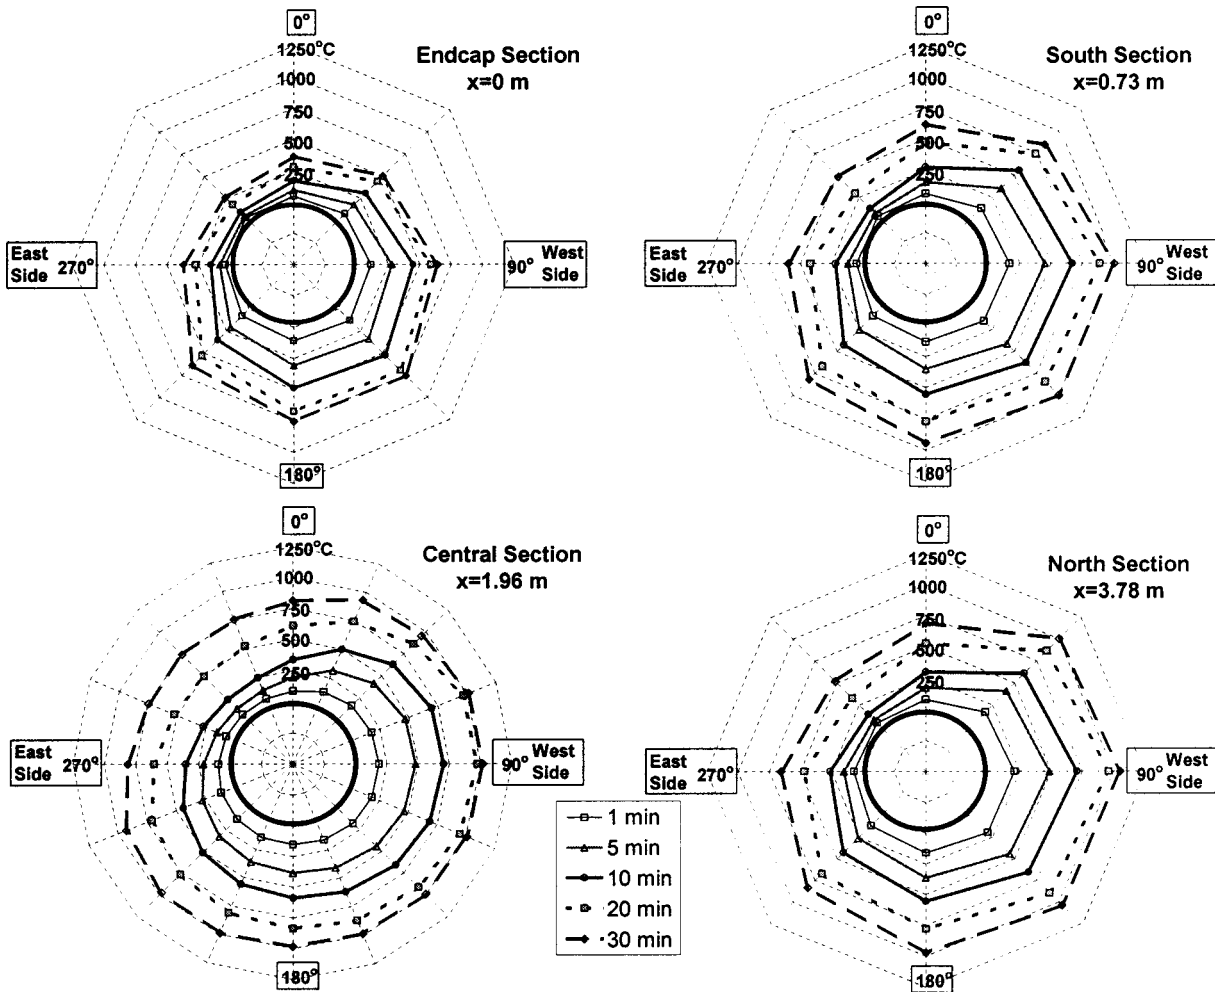 0°
1250°C
1000
750
500
250
Endcap Section
x=0 m
East
Side
270°
90°
West
Side
180°
0°
1250°C
1000
750
500
250
South Section
x=0.73 m
East
Side
270°
90°
West
Side
180°
0°
1250°C
1000
750
500
250
Central Section
x=1.96 m
East
Side
270°
90°
West
Side
180°
0°
1250°C
1000
750
500
250
North Section
x=3.78 m
East
Side
270°
90°
West
Side
180°
1 min
5 min
10 min
20 min
30 min